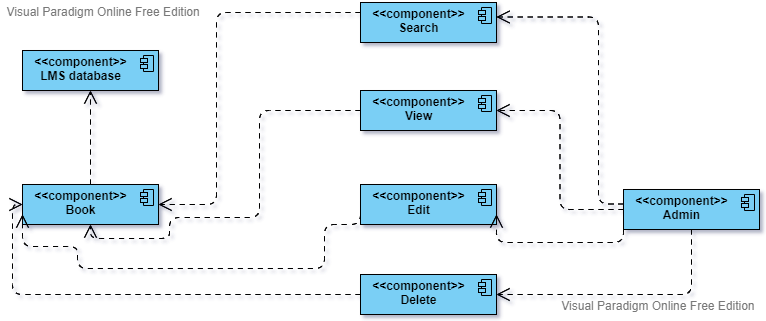 Visual Paradigm Online Free Edition
<<component>>
Search
<<component>>
LMS database
<<component>>
View
<<component>>
Book
<<component>>
Edit
<<component>>
Admin
<<component>>
Delete
Visual Paradigm Online Free Edition